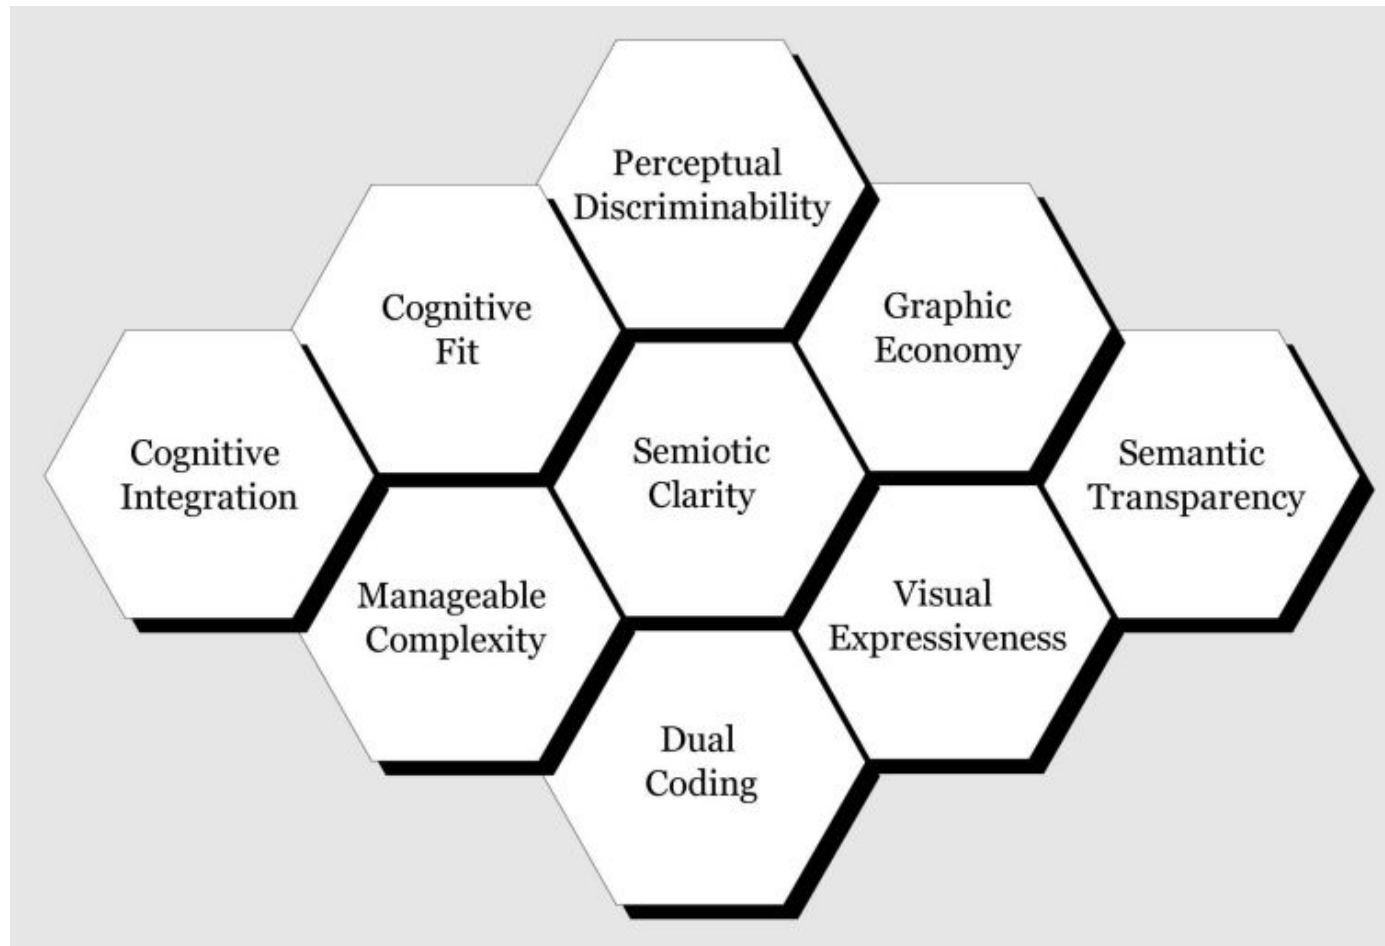 Perceptual
Discriminability
Cognitive
Fit
Graphic
Economy
Cognitive
Integration
Semiotic
Clarity
Semantic
Transparency
Manageable
Complexity
Visual
Expressiveness
Dual
Coding